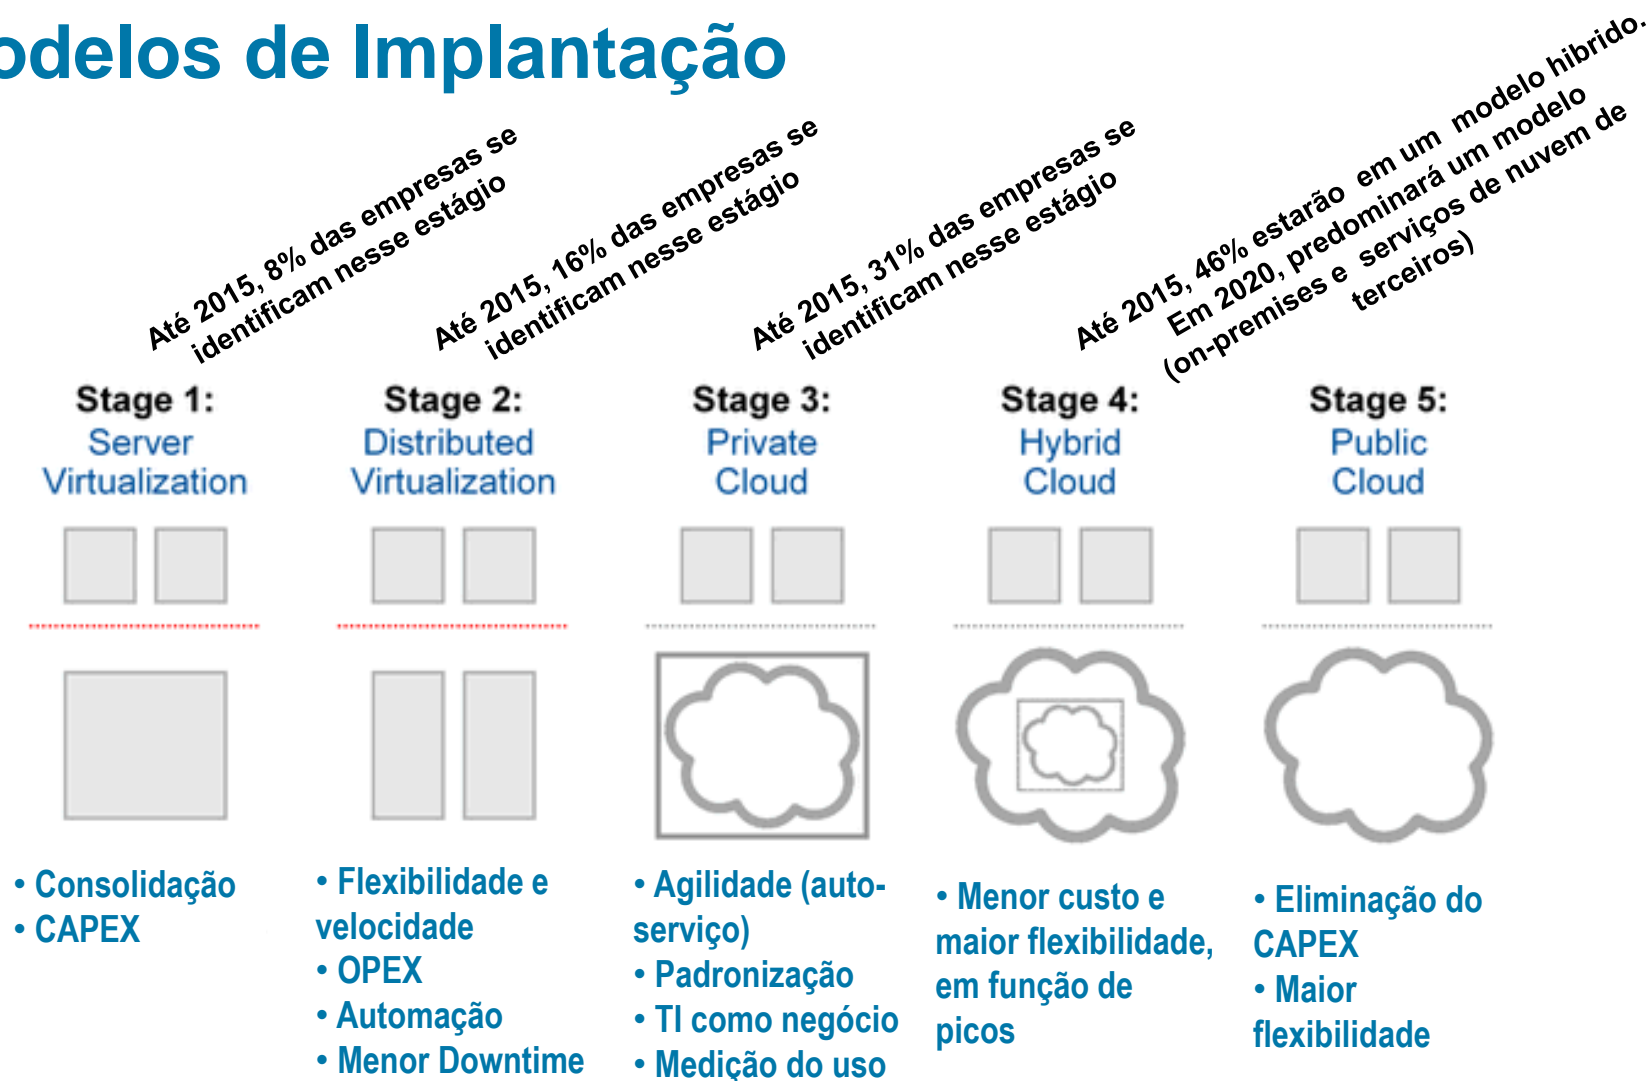 odelos de Implantação
Até 2015, 8% das empresas se
identificam nesse estágio
Até 2015, 16% das empresas se
identificam nesse estágio
Até 2015, 31% das empresas se
identificam nesse estágio
Até 2015, 46% estarão em um modelo hibrido.
Em 2020, predominará um modelo
(on-premises e serviços de nuvem de
terceiros)
Stage 1:
Server
Virtualization
Stage 2:
Distributed
Virtualization
Stage 3:
Private
Cloud
Stage 4:
Hybrid
Cloud
Stage 5:
Public
Cloud
• Consolidação
• CAPEX
• Flexibilidade e
velocidade
• OPEX
• Automação
• Menor Downtime
• Agilidade (auto-
serviço)
• Padronização
• TI como negócio
• Medição do uso
• Menor custo e
maior flexibilidade,
em função de
picos
• Eliminação do
CAPEX
• Maior
flexibilidade